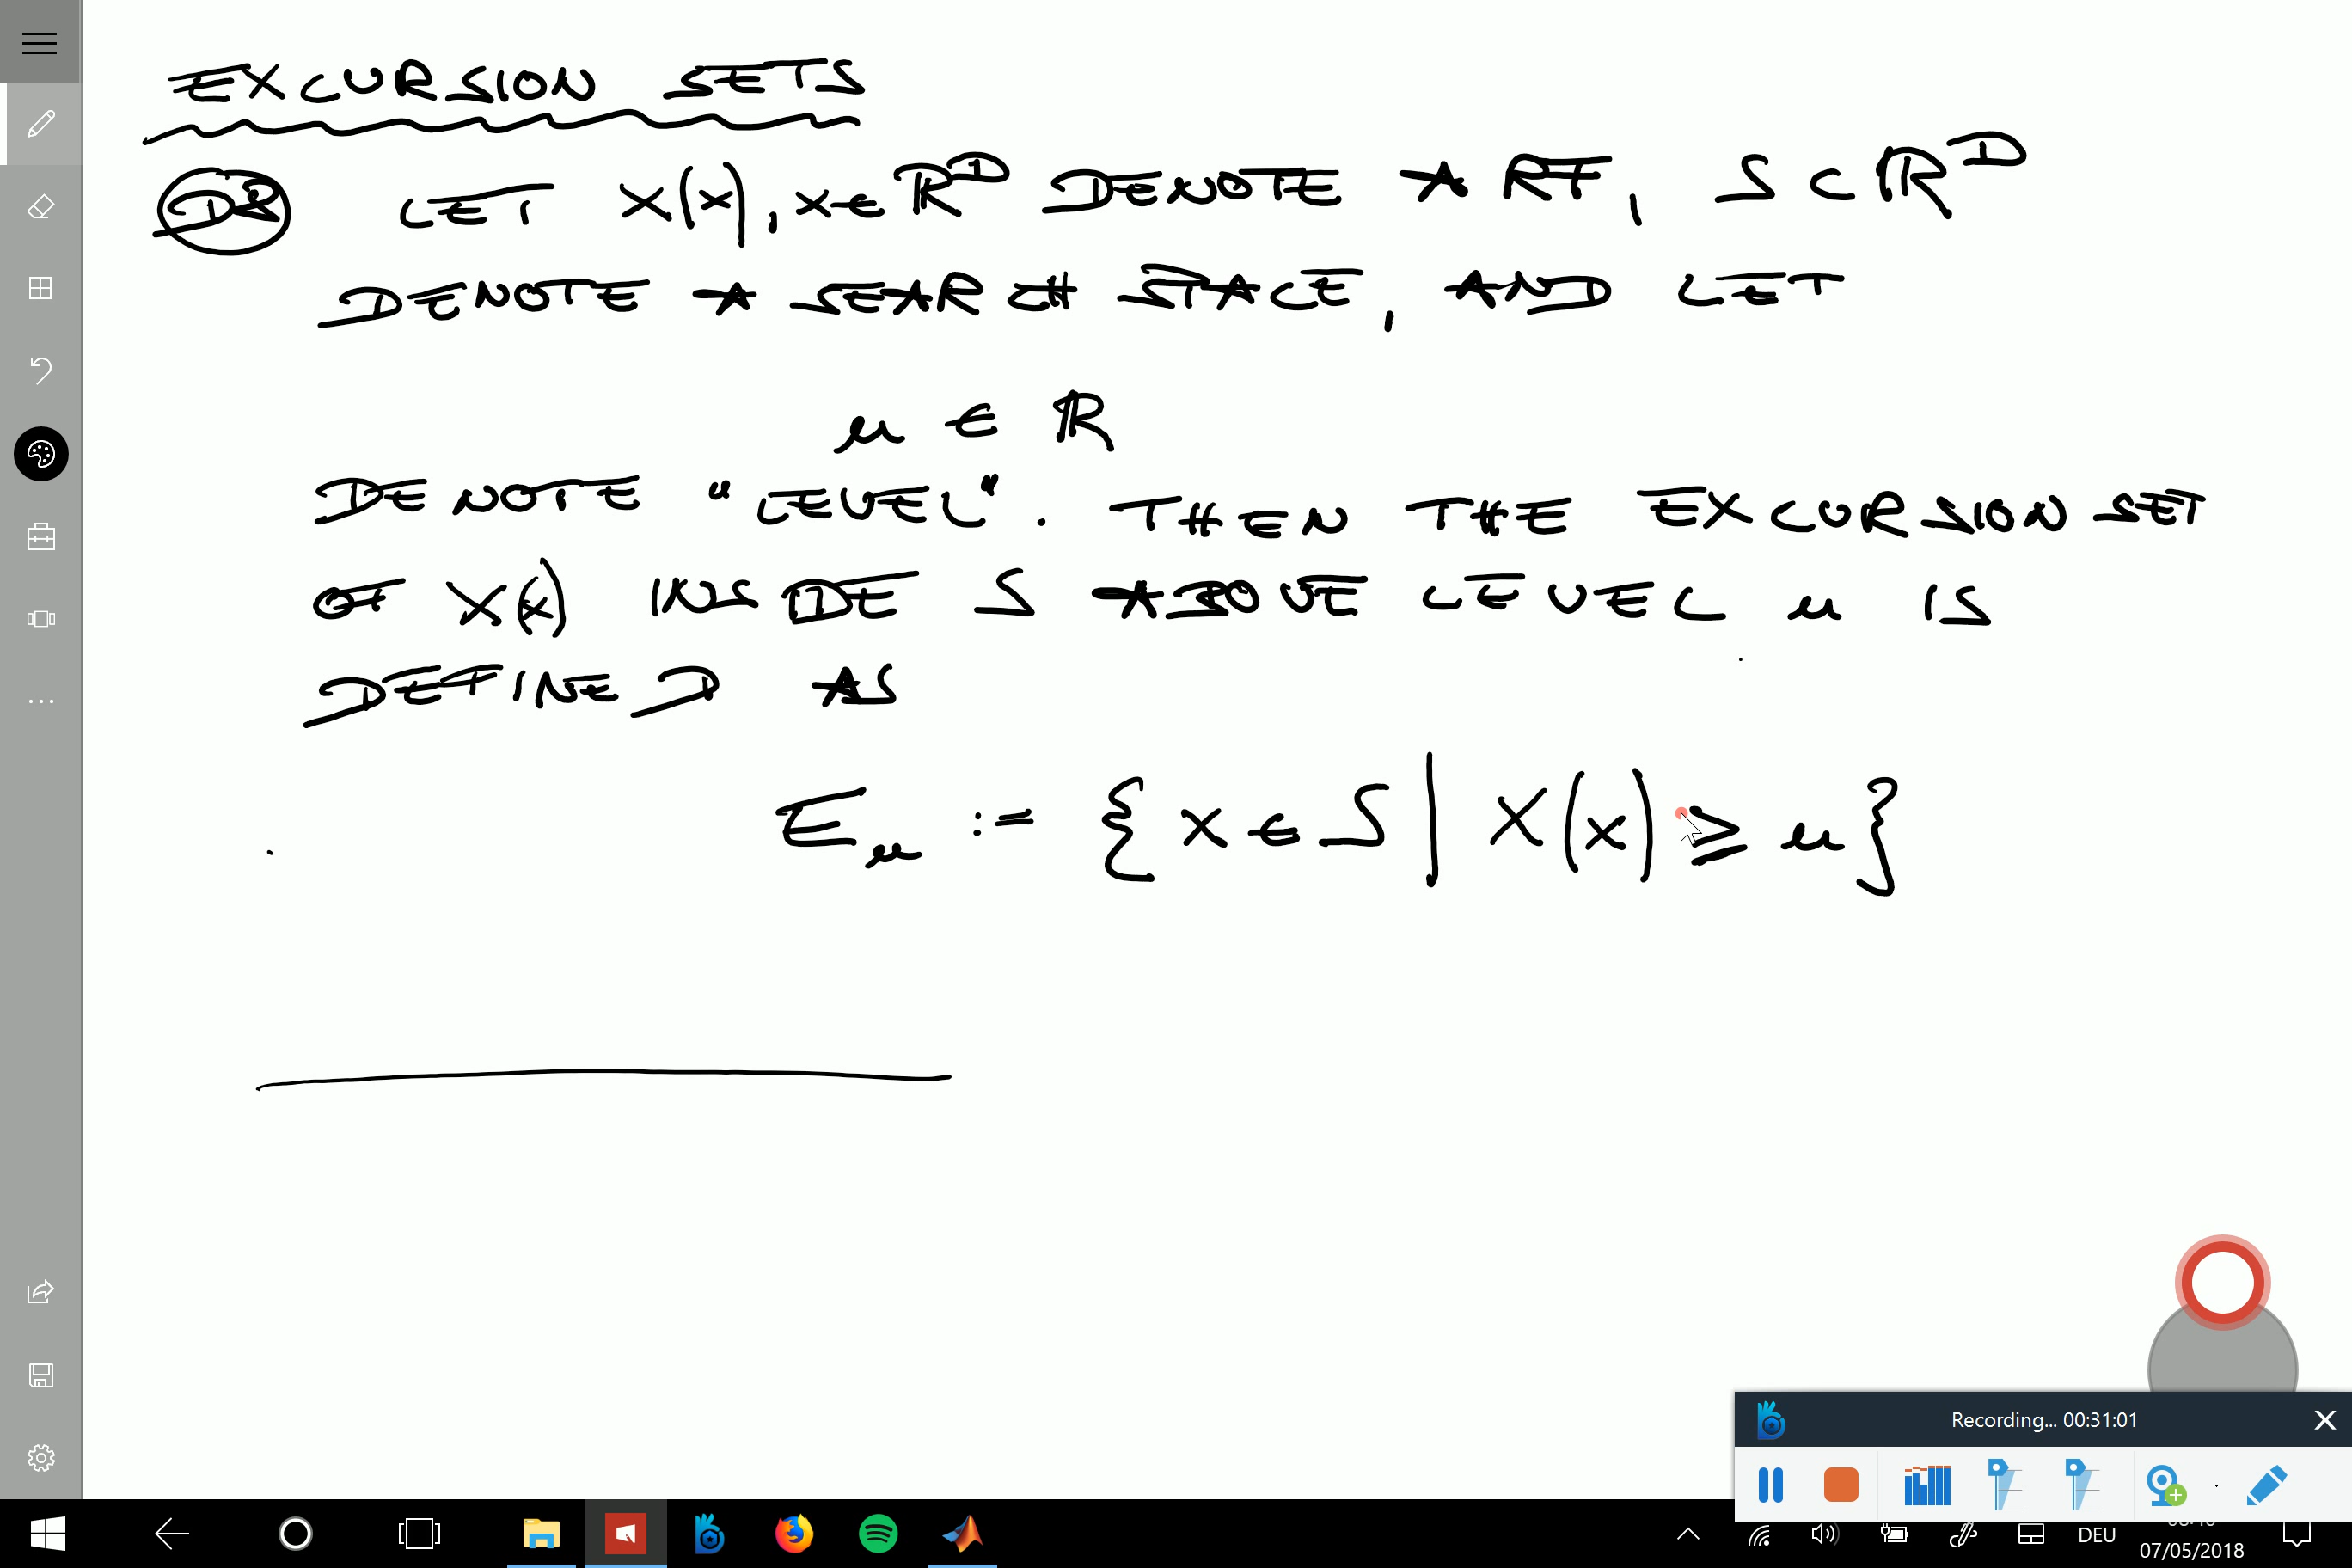 EXCURSION SETS
LET X(x), x ∈ ℝ^D DENOTE A RF, S ⊂ ℝ^D
DENOTE A SEARCH SPACE, AND LET
u ∈ ℝ
DENOTE "LEVEL". THEN THE EXCURSION SET
OF X(x) INSIDE S ABOVE LEVEL u IS
DEFINED AS
E_u := { x ∈ S | X(x) ≥ u }
Recording... 00:31:01
DEU
07/05/2018